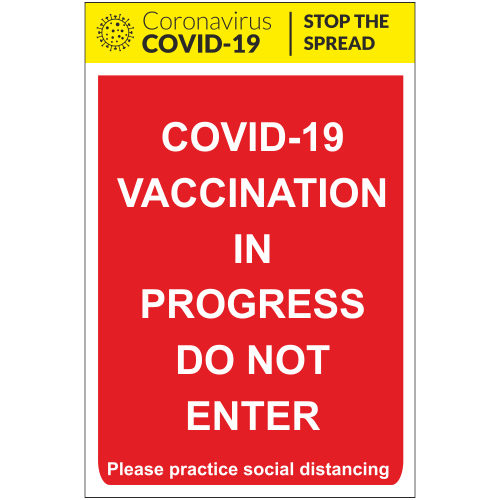 Coronavirus
COVID-19
STOP THE
SPREAD
COVID-19
VACCINATION
IN
PROGRESS
DO NOT
ENTER
Please practice social distancing